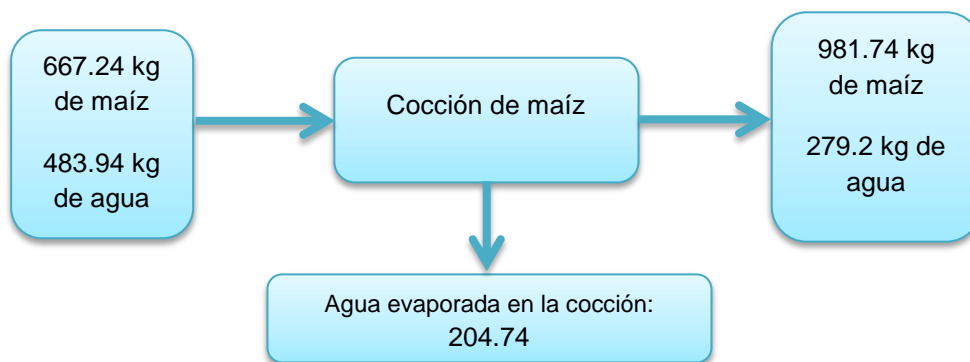 667.24 kg
de maíz
483.94 kg
de agua
Cocción de maíz
981.74 kg
de maíz
279.2 kg de
agua
Agua evaporada en la cocción:
204.74